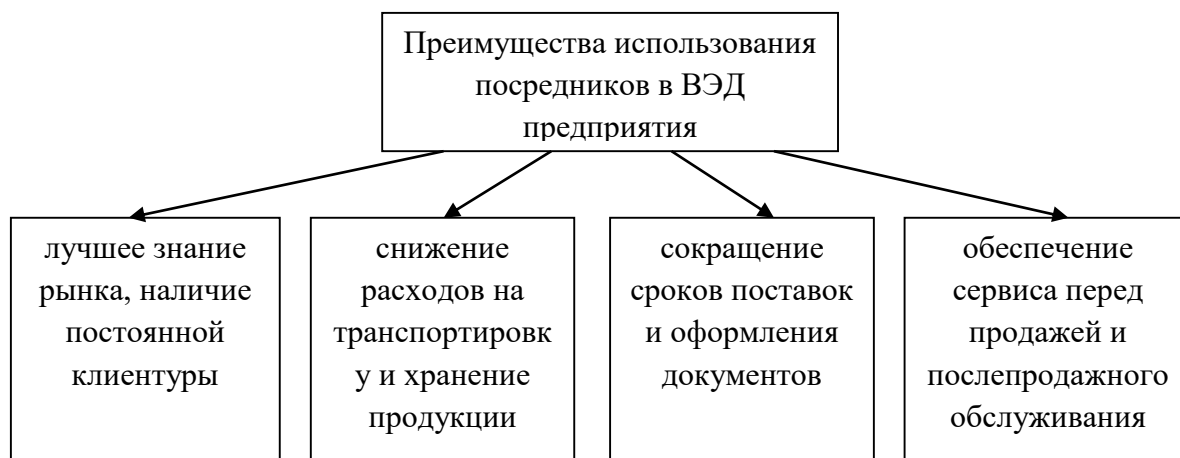 Преимущества использования
посредников в ВЭД
предприятия
лучшее знание
рынка, наличие
постоянной
клиентуры
снижение
расходов на
транспортировк
у и хранение
продукции
сокращение
сроков поставок
и оформления
документов
обеспечение
сервиса перед
продажей и
послепродажного
обслуживания